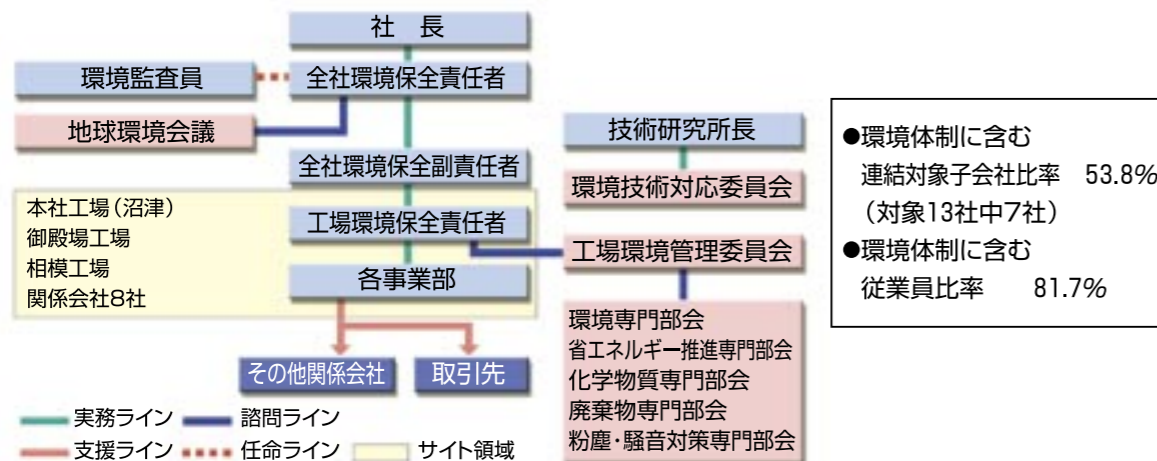 社　長
環境監査員
全社環境保全責任者
地球環境会議
技術研究所長
全社環境保全副責任者
環境技術対応委員会
本社工場（沼津）
御殿場工場
相模工場
関係会社8社
工場環境保全責任者
各事業部
工場環境管理委員会
環境専門部会
省エネルギー推進専門部会
化学物質専門部会
廃棄物専門部会
粉塵・騒音対策専門部会
その他関係会社
取引先
実務ライン
諮問ライン
支援ライン
任命ライン
サイト領域
●環境体制に含む
連結対象子会社比率　53.8%
（対象13社中7社）
●環境体制に含む
従業員比率　81.7%